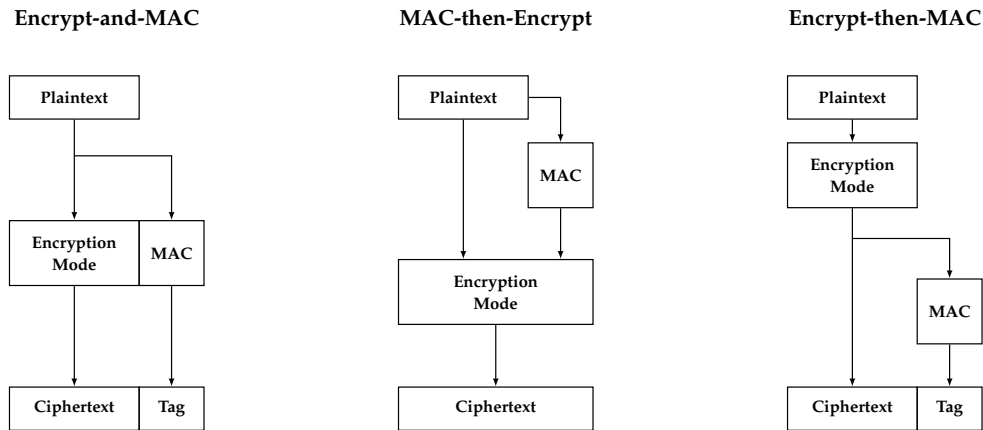 Encrypt-and-MAC
Plaintext
Encryption
Mode
MAC
Ciphertext
Tag
MAC-then-Encrypt
Plaintext
MAC
Encryption
Mode
Ciphertext
Encrypt-then-MAC
Plaintext
Encryption
Mode
MAC
Ciphertext
Tag